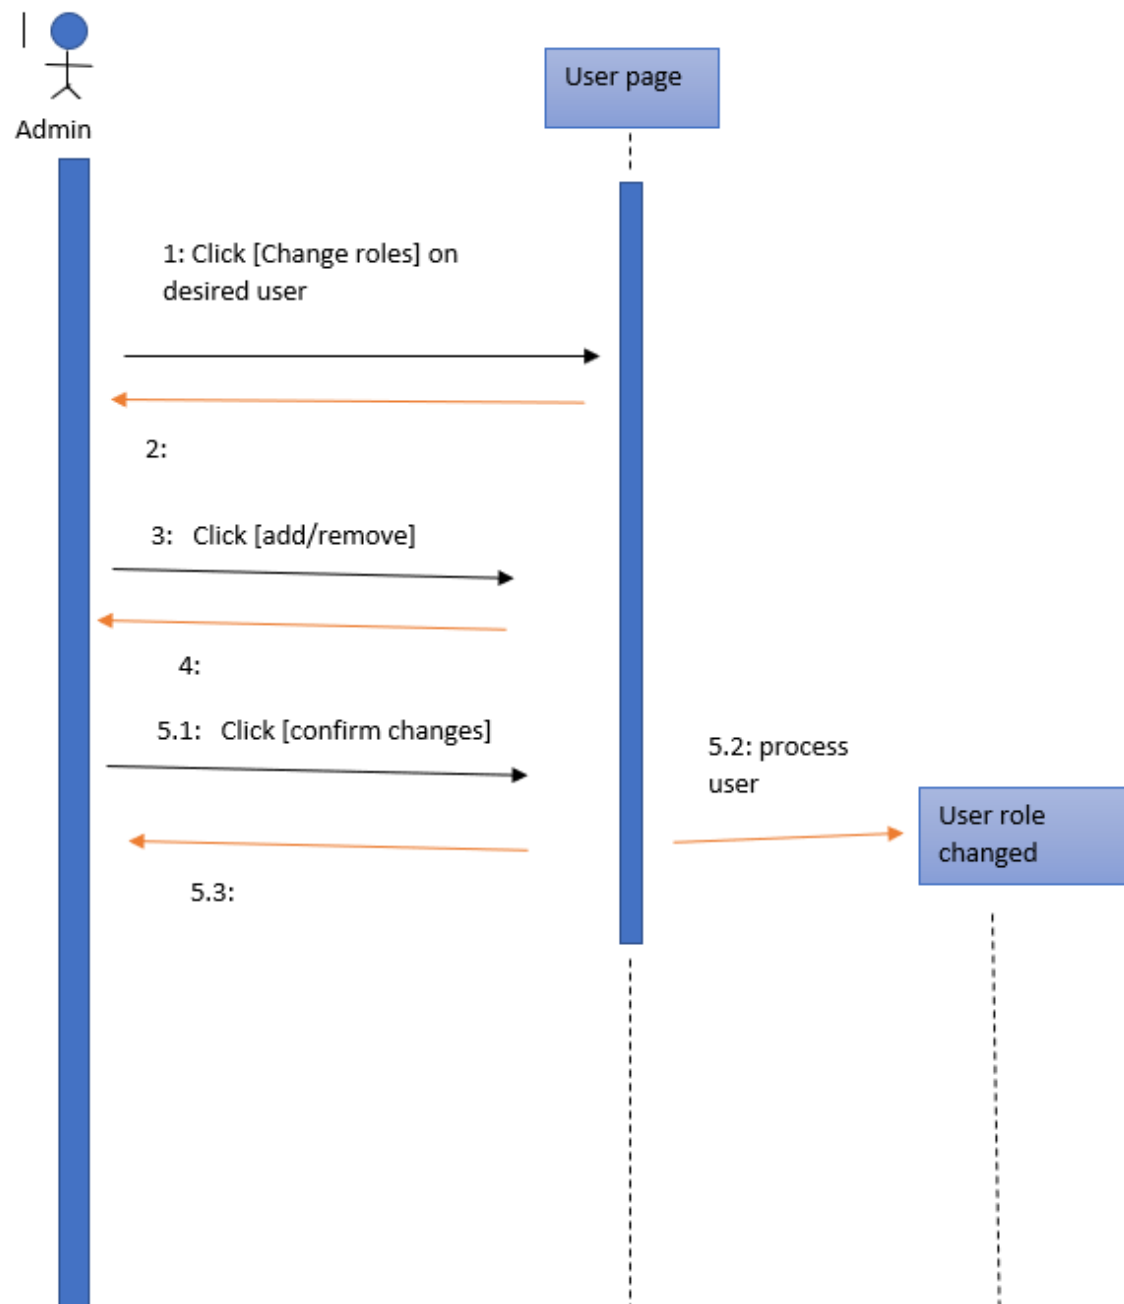 Admin
User page
1: Click [Change roles] on
desired user
2:
3: Click [add/remove]
4:
5.1: Click [confirm changes]
5.2: process
user
User role
changed
5.3: